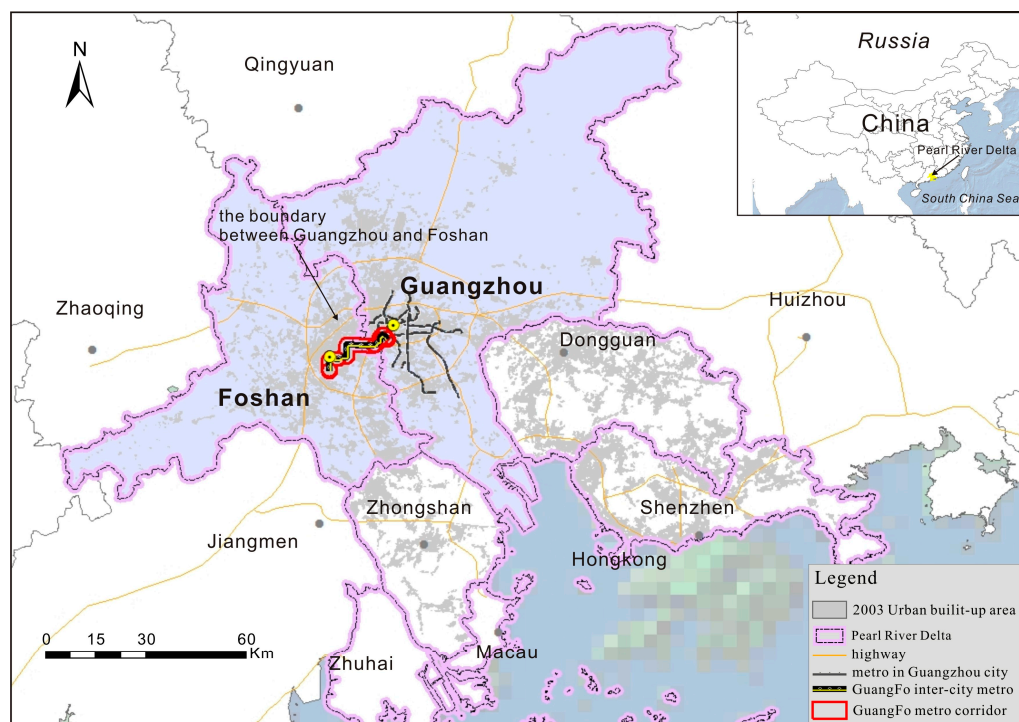 N
Qingyuan
Russia
China
Pearl River Delta
South China Sea
the boundary
between Guangzhou and Foshan
Guangzhou
Zhaoqing
Huizhou
Dongguan
Foshan
Zhongshan
Shenzhen
Jiangmen
Hongkong
Macau
Zhuhai
0 15 30 60
Km
Legend
2003 Urban builit-up area
Pearl River Delta
highway
metro in Guangzhou city
GuangFo inter-city metro
GuangFo metro corridor